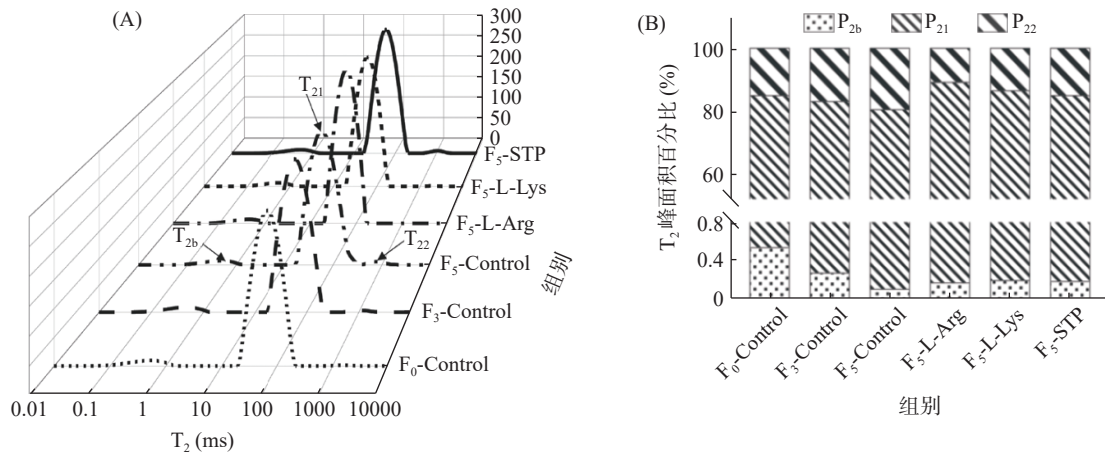 (A)
300
250
200
150
100
50
0
T21
T2b
T22
F5-STP
F5-L-Lys
F5-L-Arg
F5-Control
F3-Control
F0-Control
组别
0.01 0.1 1 10 100 1000 10000
T2 (ms)
(B)
P2b P21 P22
100
80
60
0.8
0.4
0
T2峰面积百分比 (%)
F0-Control
F3-Control
F5-Control
F5-L-Arg
F5-L-Lys
F5-STP
组别